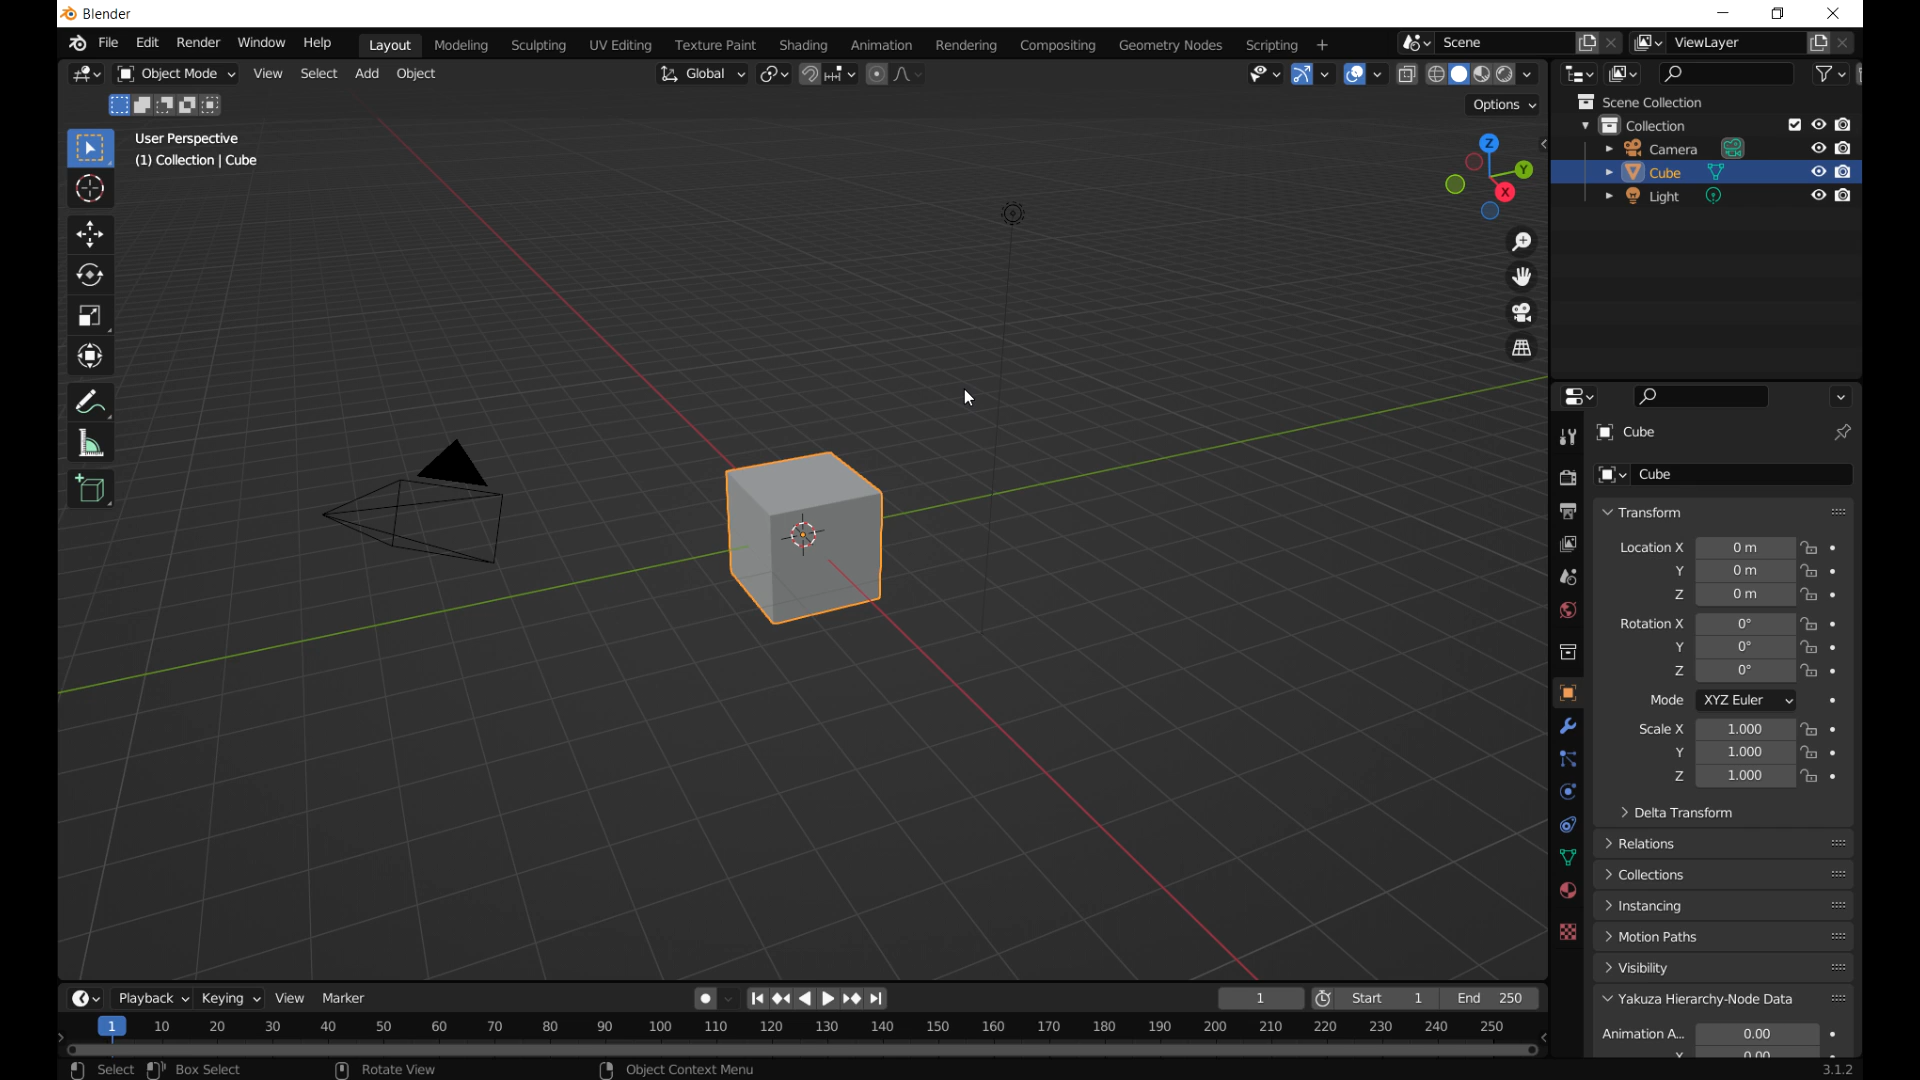 Blender
File Edit Render Window Help Layout Modeling Sculpting UV Editing Texture Paint Shading Animation Rendering Compositing Geometry Nodes Scripting + Scene ViewLayer
Object Mode View Select Add Object Global
Options
User Perspective
(1) Collection | Cube
Z
Y
X
Scene Collection
Collection
Camera
Cube
Light
Cube
Cube
Transform
Location X 0 m
Y 0 m
Z 0 m
Rotation X 0°
Y 0°
Z 0°
Mode XYZ Euler
Scale X 1.000
Y 1.000
Z 1.000
Delta Transform
Relations
Collections
Instancing
Motion Paths
Visibility
Yakuza Hierarchy-Node Data
Animation A... 0.00
Playback Keying View Marker 1 Start 1 End 250
1 10 20 30 40 50 60 70 80 90 100 110 120 130 140 150 160 170 180 190 200 210 220 230 240 250
Select Box Select Rotate View Object Context Menu 3.1.2